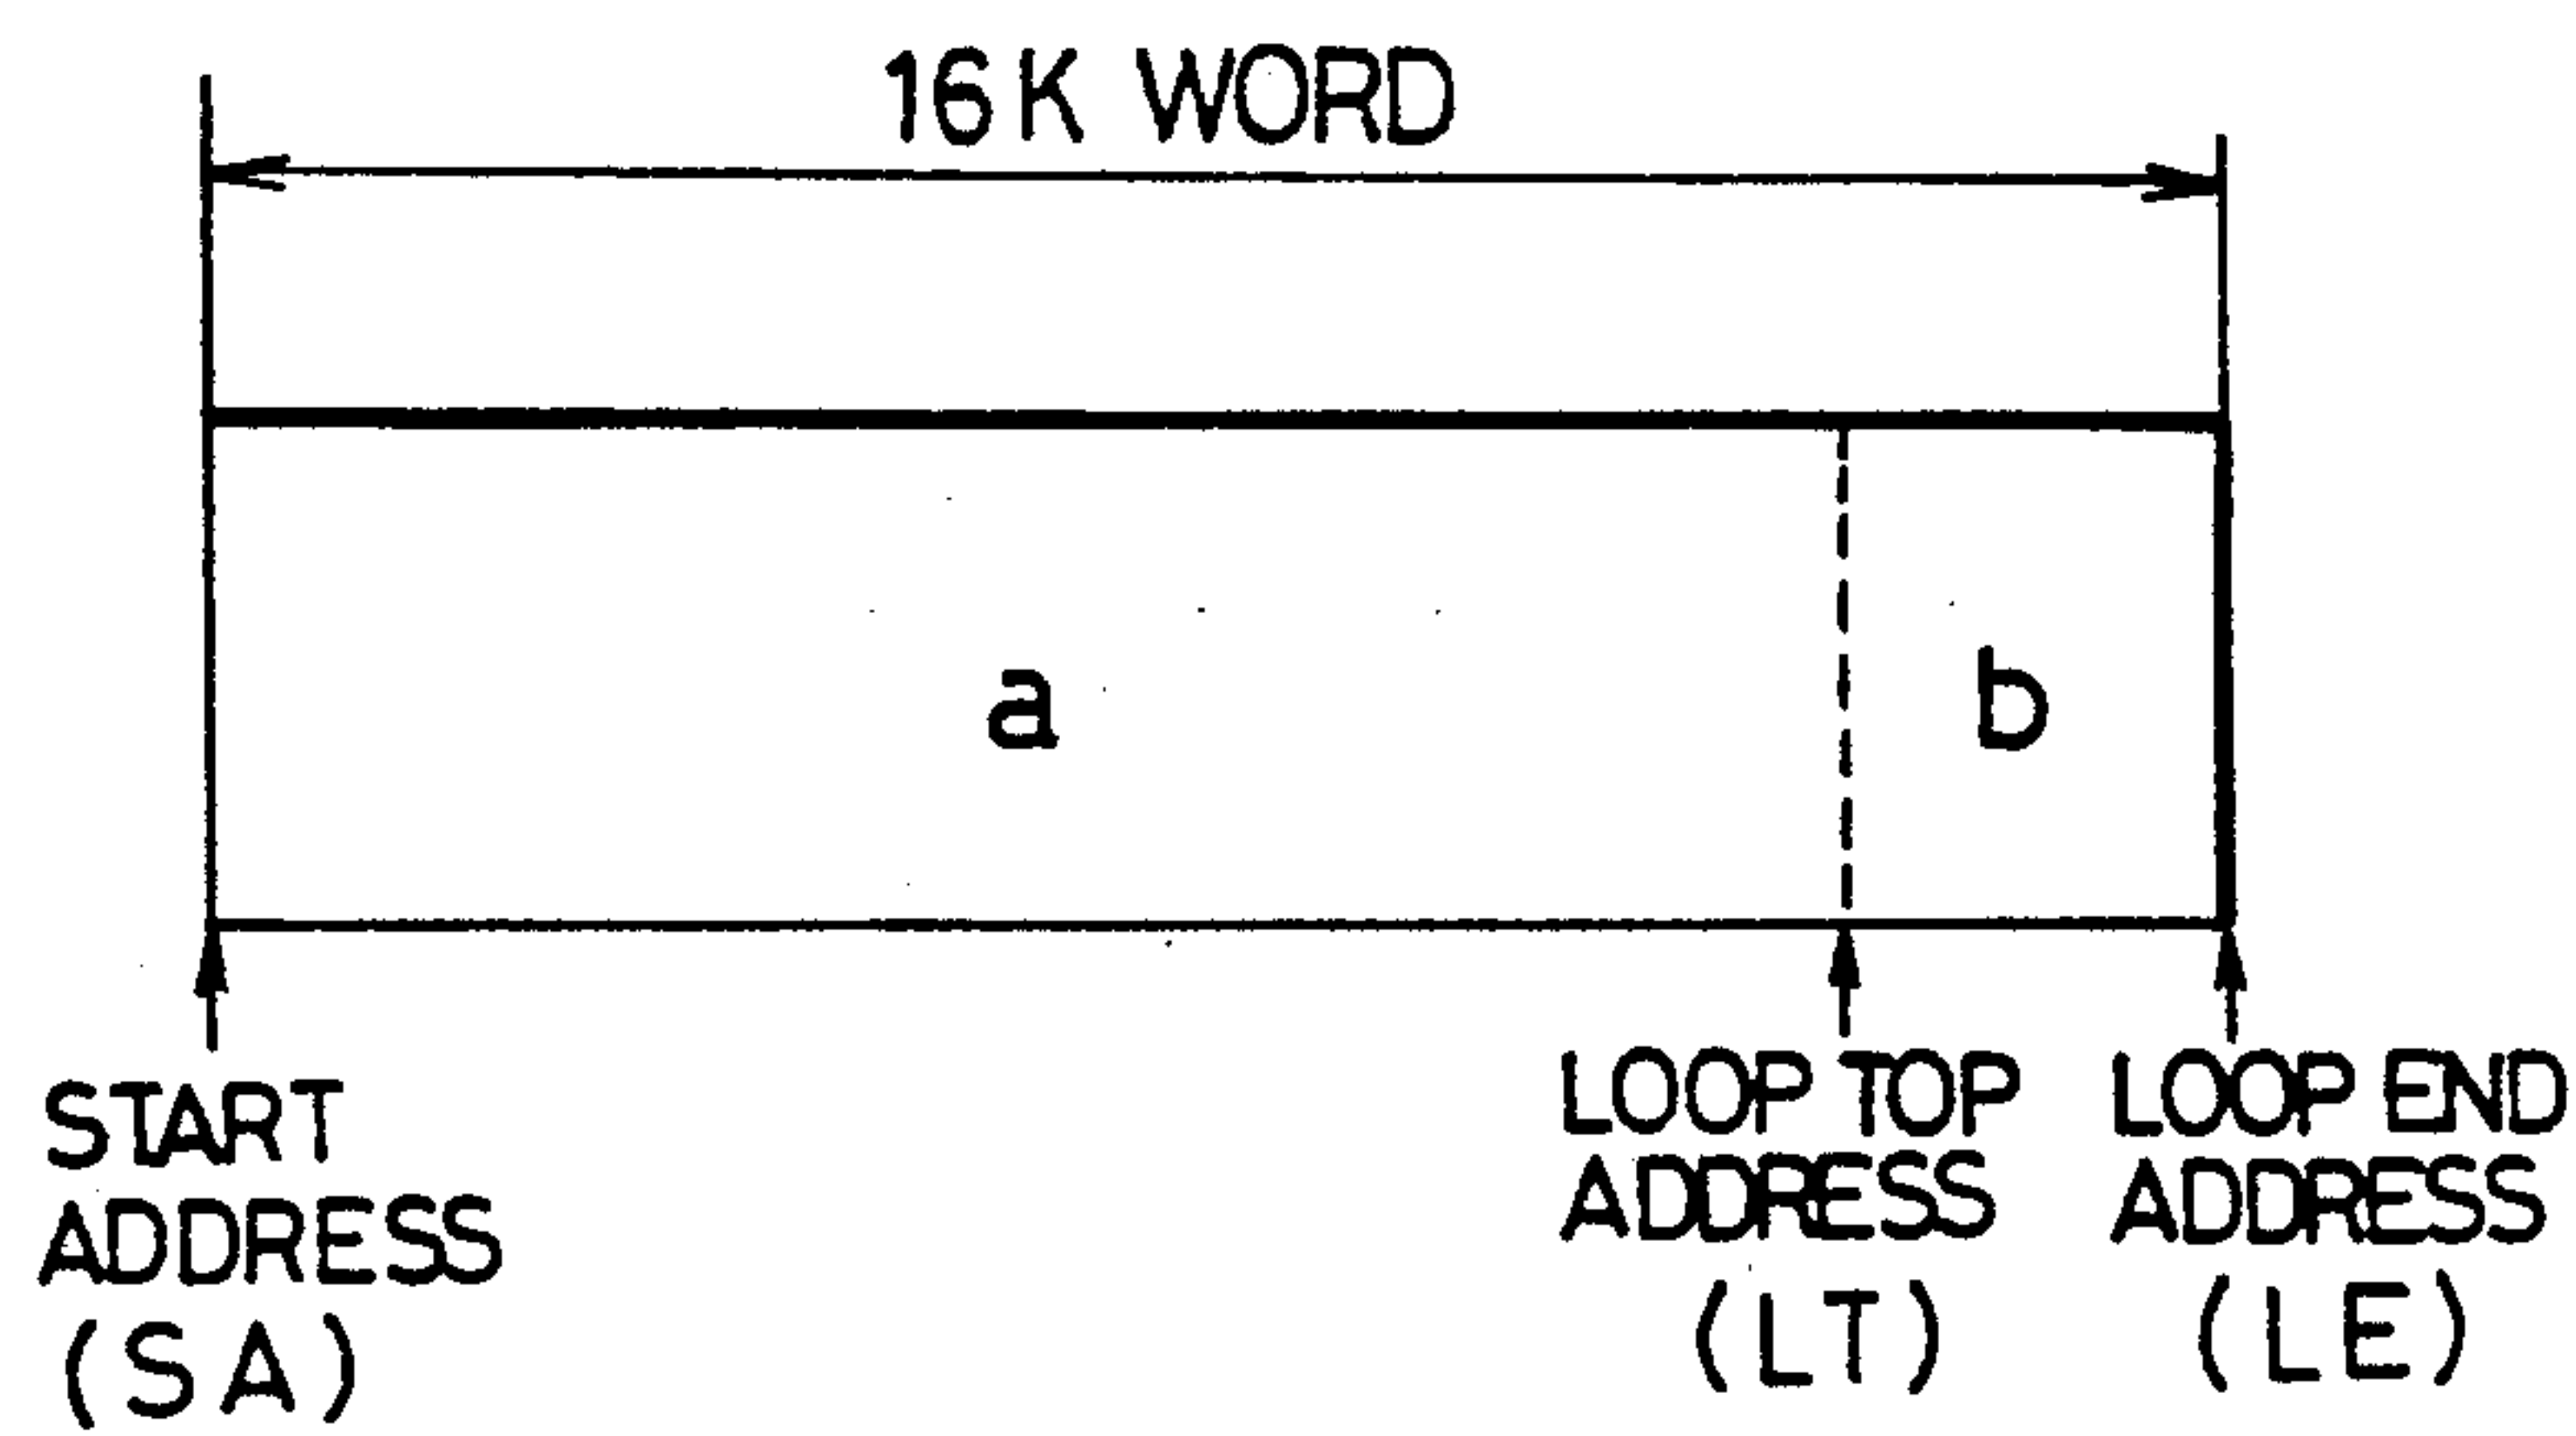 16K WORD
a
b
START
ADDRESS
(SA)
LOOP TOP
ADDRESS
(LT)
LOOP END
ADDRESS
(LE)